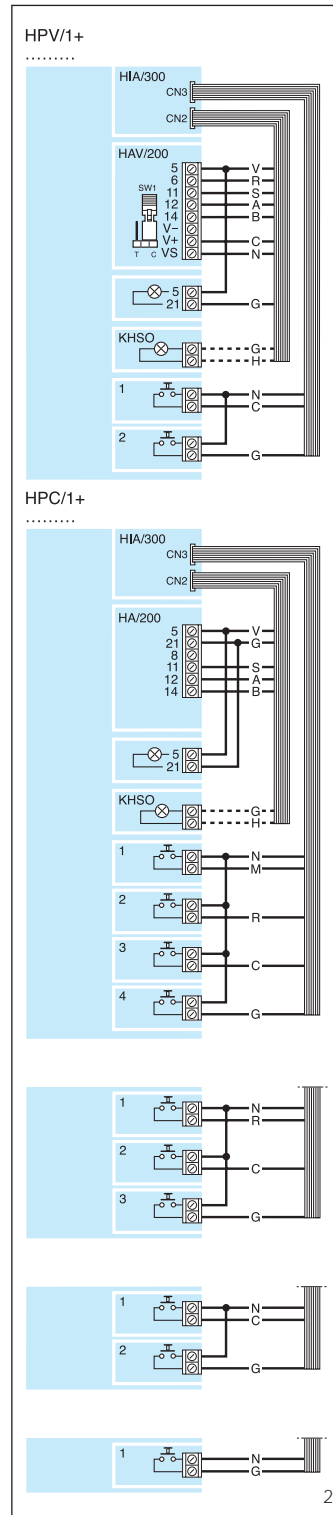 HPV/1+
.........
HIA/300
CN3
CN2
HAV/200
5 V
6 R
SW1
11 S
12 A
14 B
V−
V+ C
T C VS N
5
21 G
KHSO
G
H
1 N
C
2
G
HPC/1+
.........
HIA/300
CN3
CN2
HA/200
5 V
21 G
8
11 S
12 A
14 B
5
21
KHSO
G
H
1 N
M
2
R
3
C
4
G
1 N
R
2
C
3
G
1 N
C
2
G
1 N
G
2